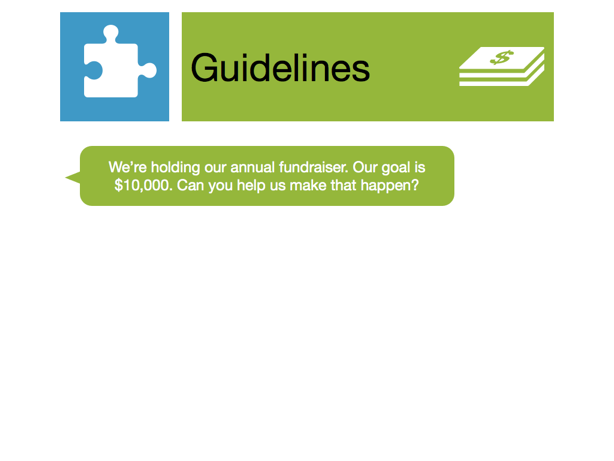 Guidelines
$
We're holding our annual fundraiser. Our goal is
$10,000. Can you help us make that happen?